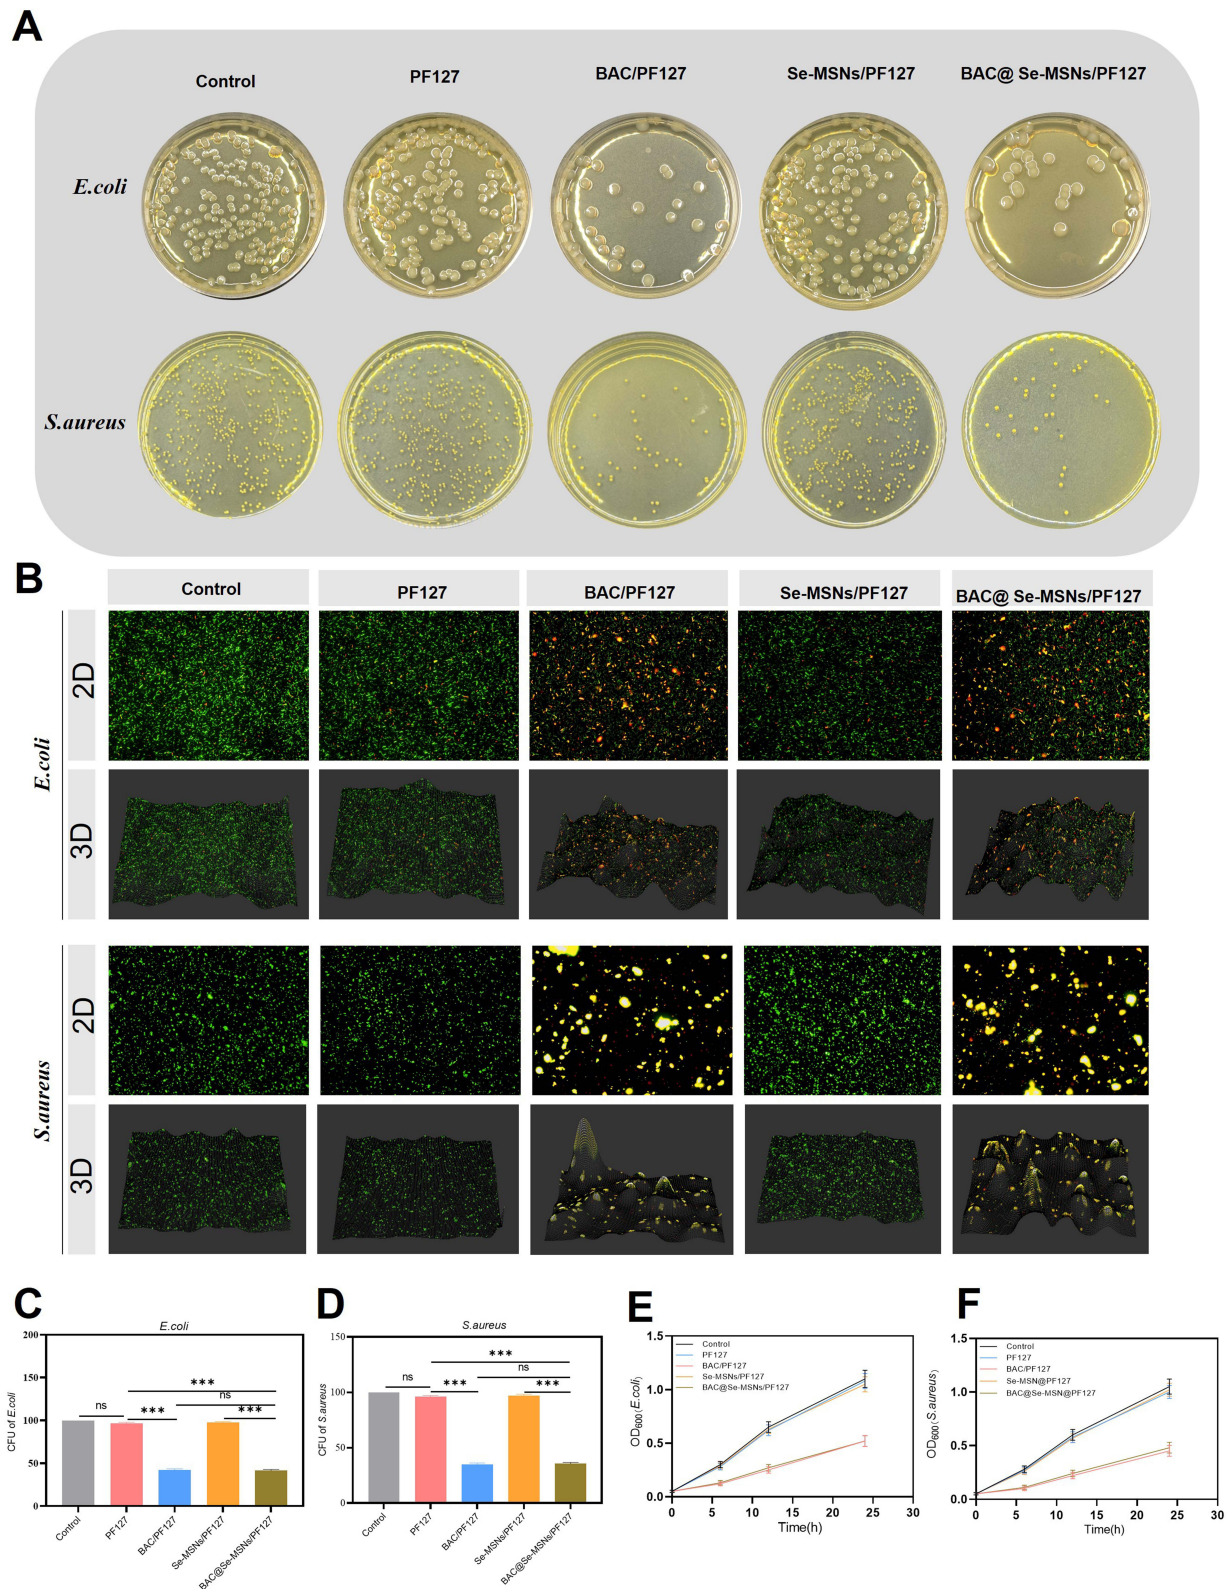 A
Control
PF127
BAC/PF127
Se-MSNs/PF127
BAC@ Se-MSNs/PF127
E.coli
S.aureus
B
Control
PF127
BAC/PF127
Se-MSNs/PF127
BAC@ Se-MSNs/PF127
E.coli
2D
3D
S.aureus
2D
3D
C
E.coli
CFU of E.coli
200
150
100
50
0
ns
***
***
ns
***
Control
PF127
BAC/PF127
Se-MSNs/PF127
BAC@Se-MSNs/PF127
D
S.aureus
CFU of S.aureus
150
100
50
0
ns
***
***
ns
***
Control
PF127
BAC/PF127
Se-MSNs/PF127
BAC@Se-MSNs/PF127
E
OD600(E.coli)
1.5
1.0
0.5
0.0
Control
PF127
BAC/PF127
Se-MSNs/PF127
BAC@Se-MSNs/PF127
0 5 10 15 20 25 30
Time(h)
F
OD600(S.aureus)
1.5
1.0
0.5
0.0
Control
PF127
BAC/PF127
Se-MSN@PF127
BAC@Se-MSN@PF127
0 5 10 15 20 25 30
Time(h)